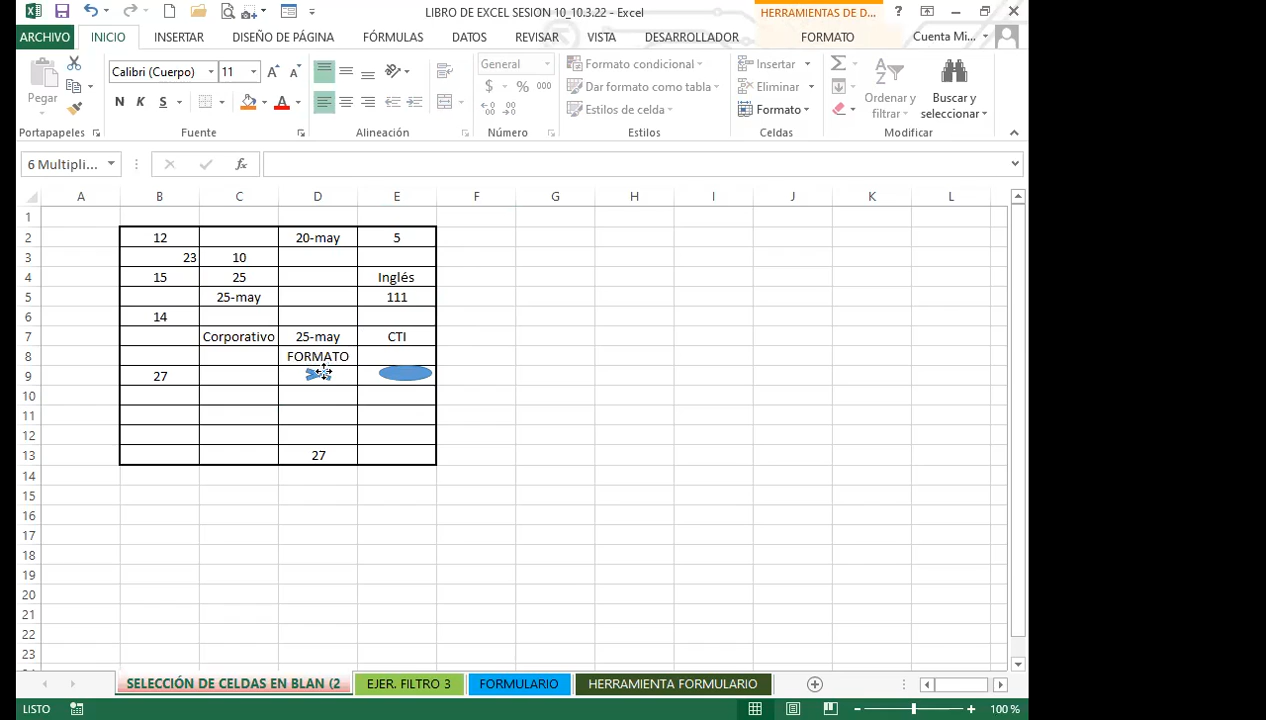 LIBRO DE EXCEL SESION 10_10.3.22 - Excel
HERRAMIENTAS DE D...
?
ARCHIVO INICIO INSERTAR DISEÑO DE PÁGINA FÓRMULAS DATOS REVISAR VISTA DESARROLLADOR FORMATO Cuenta Mi...
Pegar
Calibri (Cuerpo) 11 A A
N K S A
General
$ % 000
Formato condicional
Dar formato como tabla
Estilos de celda
Insertar
Eliminar
Formato
Σ
A Z
Ordenar y filtrar
Buscar y seleccionar
Portapapeles Fuente Alineación Número Estilos Celdas Modificar
6 Multipli... fx
A B C D E F G H I J K L
1
2 12 20-may 5
3 23 10
4 15 25 Inglés
5 25-may 111
6 14
7 Corporativo 25-may CTI
8 FORMATO
9 27
10
11
12
13 27
14
15
16
17
18
19
20
21
22
23
SELECCIÓN DE CELDAS EN BLAN (2 EJER. FILTRO 3 FORMULARIO HERRAMIENTA FORMULARIO
LISTO 100 %